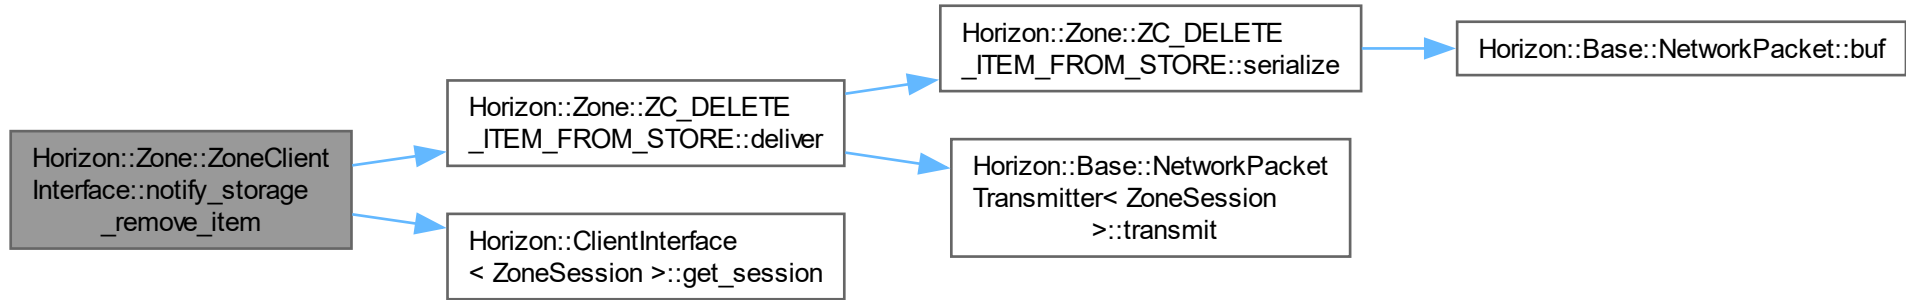 Horizon::Zone::ZoneClient
Interface::notify_storage
_remove_item
Horizon::Zone::ZC_DELETE
_ITEM_FROM_STORE::deliver
Horizon::ClientInterface
< ZoneSession >::get_session
Horizon::Zone::ZC_DELETE
_ITEM_FROM_STORE::serialize
Horizon::Base::NetworkPacket
Transmitter< ZoneSession
>::transmit
Horizon::Base::NetworkPacket::buf